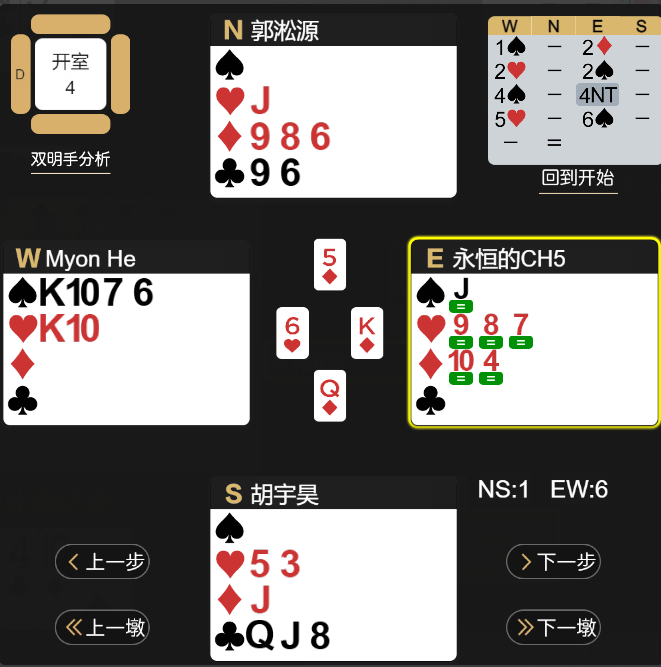 N 郭淞源
♠
♥ J
♦ 9 8 6
♣ 9 6
D
开室
4
双明手分析
W N E S
1♠ – 2♦ –
2♥ – 2♠ –
4♠ – 4NT –
5♥ – 6♠ –
– =
回到开始
W Myon He
♠ K 10 7 6
♥ K 10
♦
♣
5♦
6♥ K♦
Q♦
E 永恒的CH5
♠ J
=
♥ 9 8 7
= = =
♦ 10 4
= =
♣
S 胡宇昊
♠
♥ 5 3
♦ J
♣ Q J 8
NS:1 EW:6
< 上一步
« 上一墩
> 下一步
» 下一墩